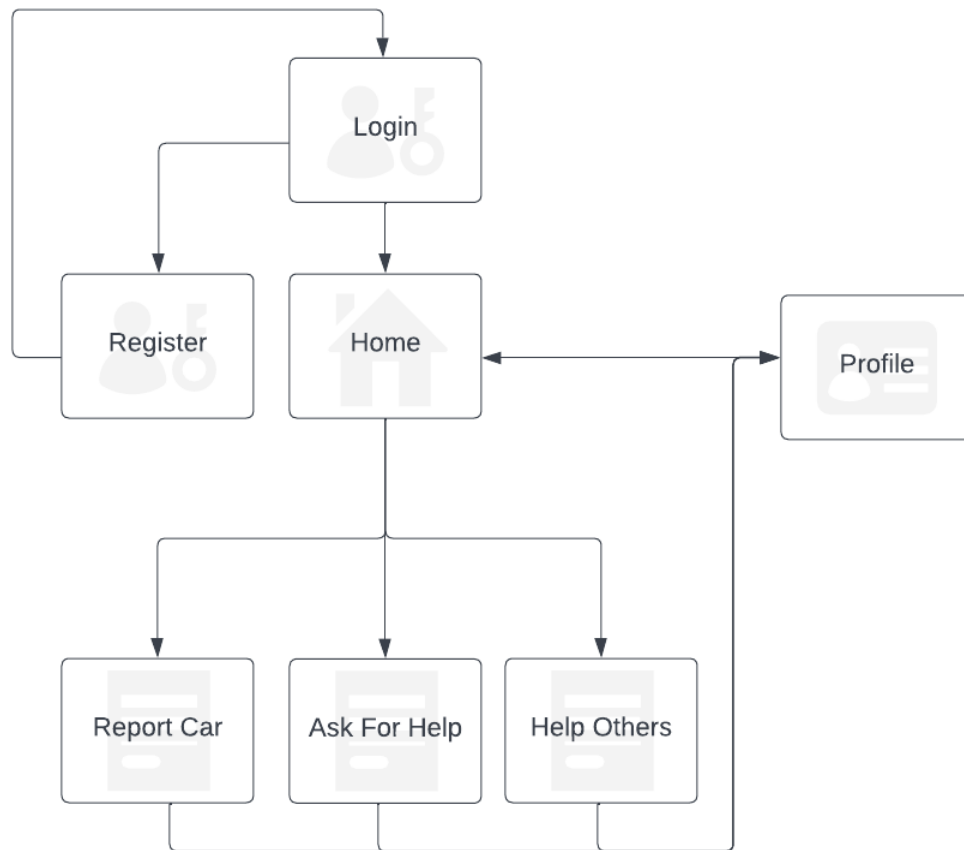 Login
Register
Home
Profile
Report Car
Ask For Help
Help Others